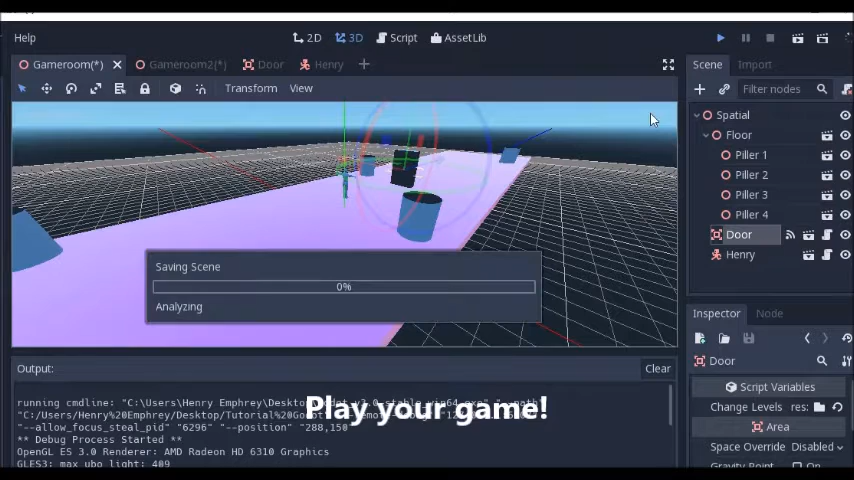 Help
2D 3D Script AssetLib
Gameroom(*) Gameroom2(*) Door Henry
Transform View
Scene Import
Filter nodes
Spatial
Floor
Piller 1
Piller 2
Piller 3
Piller 4
Door
Henry
Saving Scene
0%
Analyzing
Inspector Node
Door
Script Variables
Change Levels res:
Area
Space Override Disabled
Gravity Point On
Output: Clear
running cmdline: "C:\Users\Henry Emphrey\Desktop
"C:/Users/Henry%20Emphrey/Desktop/Tutorial%20Godot
"--allow_focus_steal_pid" "6296" "--position" "288,150"
** Debug Process Started **
OpenGL ES 3.0 Renderer: AMD Radeon HD 6310 Graphics
GLES3: max ubo light: 409
Play your game!